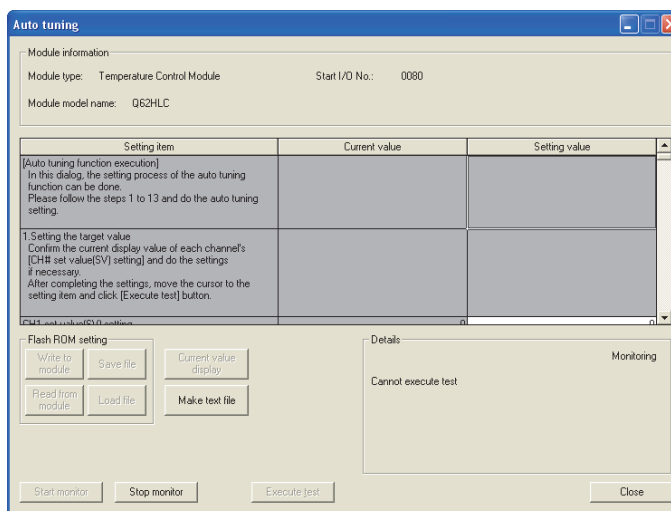 Auto tuning
Module information
Module type: Temperature Control Module Start I/O No.: 0080
Module model name: Q62HLC
Setting item Current value Setting value
[Auto tuning function execution]
In this dialog, the setting process of the auto tuning
function can be done.
Please follow the steps 1 to 13 and do the auto tuning
setting.
1.Setting the target value
Confirm the current display value of each channel's
[CH# set value(SV) setting] and do the settings
if necessary.
After completing the settings, move the cursor to the
setting item and click [Execute test] button.
CH1 set value(SV) setting 0 0
Flash ROM setting
Write to
module
Save file
Current value
display
Read from
module
Load file
Make text file
Details
Monitoring
Cannot execute test
Start monitor Stop monitor Execute test Close